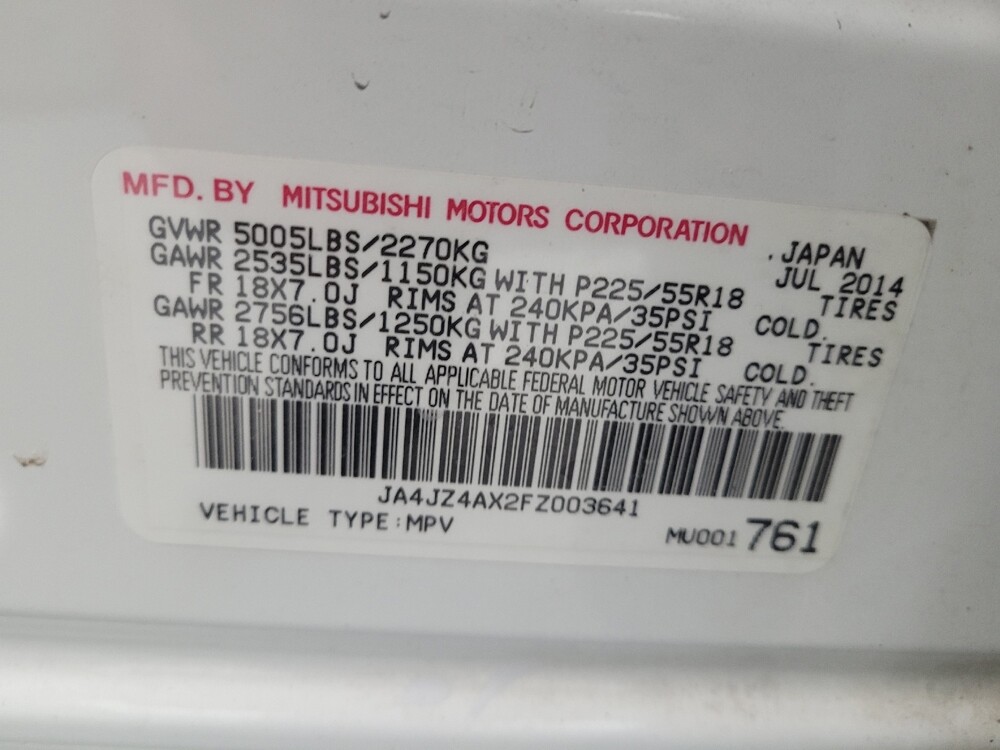 MFD. BY MITSUBISHI MOTORS CORPORATION . JAPAN
GVWR 5005LBS/2270KG JUL 2014
GAWR 2535LBS/1150KG WITH P225/55R18 TIRES
FR 18X7.0J RIMS AT 240KPA/35PSI COLD.
GAWR 2756LBS/1250KG WITH P225/55R18 TIRES
RR 18X7.0J RIMS AT 240KPA/35PSI COLD.
THIS VEHICLE CONFORMS TO ALL APPLICABLE FEDERAL MOTOR VEHICLE SAFETY AND THEFT
PREVENTION STANDARDS IN EFFECT ON THE DATE OF MANUFACTURE SHOWN ABOVE.
JA4JZ4AX2FZ003641
VEHICLE TYPE:MPV MU001 761